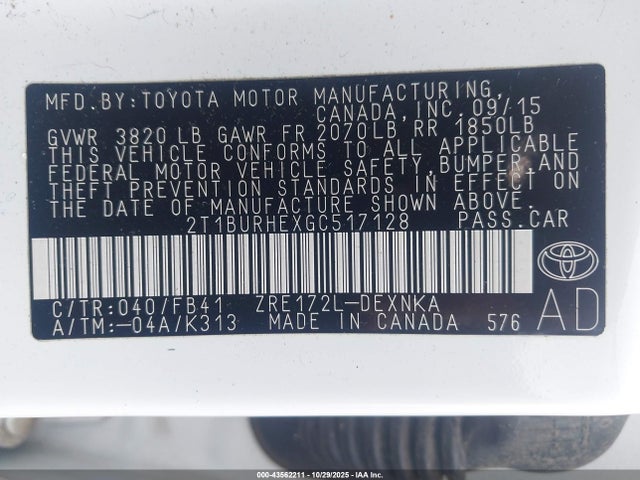 MFD.BY:TOYOTA MOTOR MANUFACTURING,
CANADA,INC.09/15
GVWR 3820 LB GAWR FR 2070LB RR 1850LB
THIS VEHICLE CONFORMS TO ALL APPLICABLE
FEDERAL MOTOR VEHICLE SAFETY,BUMPER,AND
THEFT PREVENTION STANDARDS IN EFFECT ON
THE DATE OF MANUFACTURE SHOWN ABOVE.
2T1BURHEXGC517128 PASS.CAR
C/TR:040/FB41 ZRE172L-DEXNKA
A/TM:-04A/K313 MADE IN CANADA 576
AD
000-43562211 - 10/29/2025 - IAAI.com